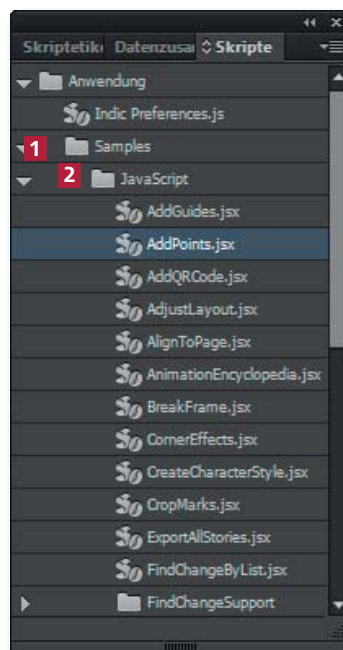 Skriptetike Datenzusa Skripte
Anwendung
Indic Preferences.js
1 Samples
2 JavaScript
AddGuides.jsx
AddPoints.jsx
AddQRCode.jsx
AdjustLayout.jsx
AlignToPage.jsx
AnimationEncyclopedia.jsx
BreakFrame.jsx
CornerEffects.jsx
CreateCharacterStyle.jsx
CropMarks.jsx
ExportAllStories.jsx
FindChangeByList.jsx
FindChangeSupport